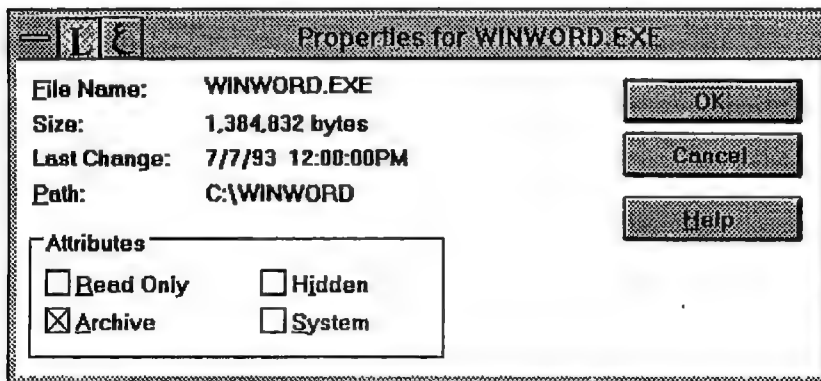 L ع Properties for WINWORD.EXE
File Name: WINWORD.EXE
Size: 1,384,832 bytes
Last Change: 7/7/93 12:00:00PM
Path: C:\WINWORD
OK
Cancel
Help
Attributes
Read Only
Hidden
Archive
System